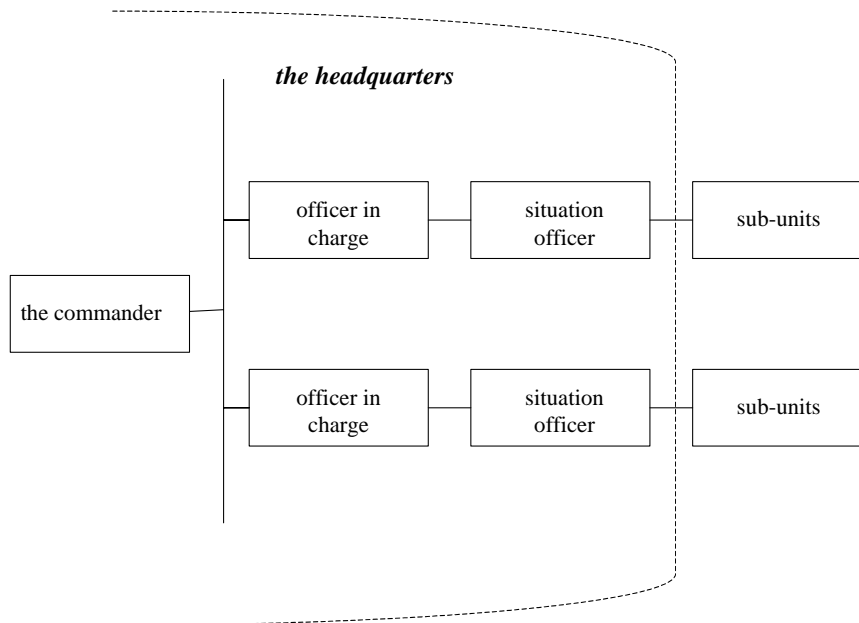 the headquarters
officer in
charge
situation
officer
sub-units
the commander
officer in
charge
situation
officer
sub-units